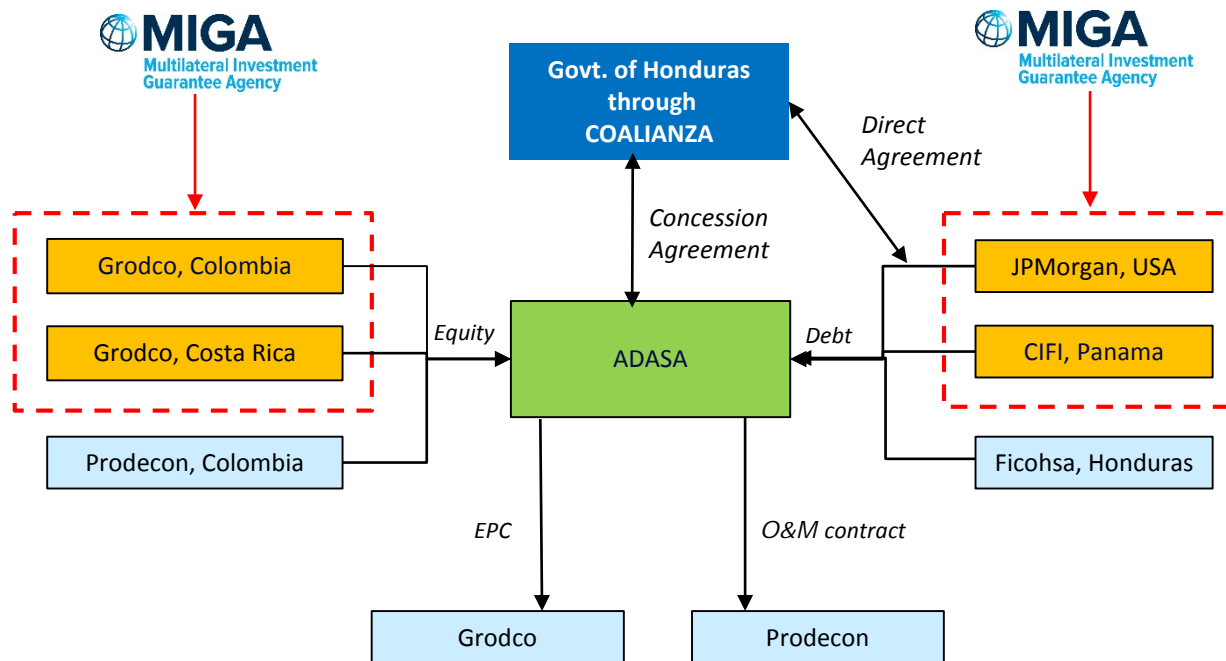 MIGA
Multilateral Investment
Guarantee Agency
MIGA
Multilateral Investment
Guarantee Agency
Govt. of Honduras
through
COALIANZA
Direct
Agreement
Concession
Agreement
Grodco, Colombia
JPMorgan, USA
Grodco, Costa Rica
Equity
ADASA
Debt
CIFI, Panama
Prodecon, Colombia
Ficohsa, Honduras
EPC
O&M contract
Grodco
Prodecon